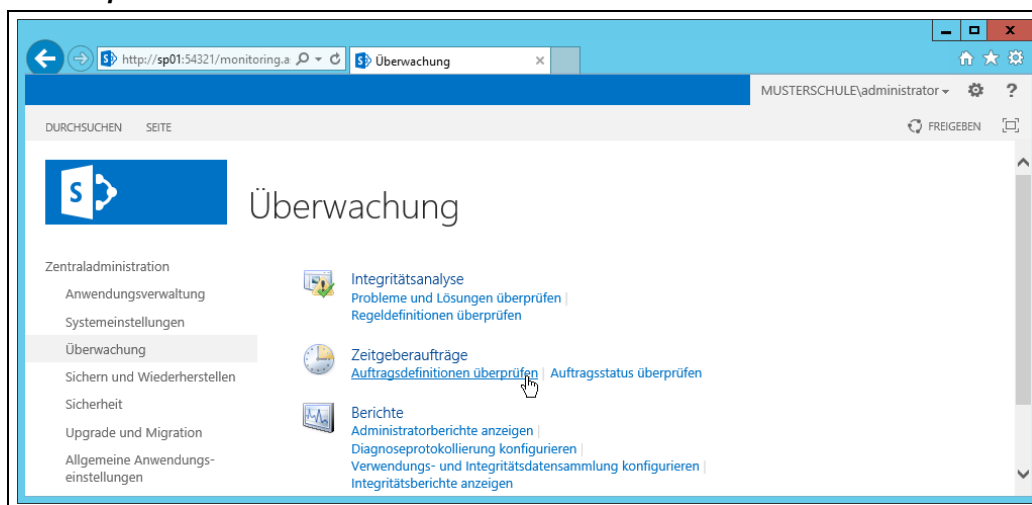 http://sp01:54321/monitoring.a
Überwachung
MUSTERSCHULE\administrator
?
DURCHSUCHEN SEITE
FREIGEBEN
S
Überwachung
Zentraladministration
Anwendungsverwaltung
Systemeinstellungen
Überwachung
Sichern und Wiederherstellen
Sicherheit
Upgrade und Migration
Allgemeine Anwendungs-
einstellungen
Integritätsanalyse
Probleme und Lösungen überprüfen |
Regeldefinitionen überprüfen
Zeitgeberaufträge
Auftragsdefinitionen überprüfen | Auftragsstatus überprüfen
Berichte
Administratorberichte anzeigen |
Diagnoseprotokollierung konfigurieren |
Verwendungs- und Integritätsdatensammlung konfigurieren |
Integritätsberichte anzeigen